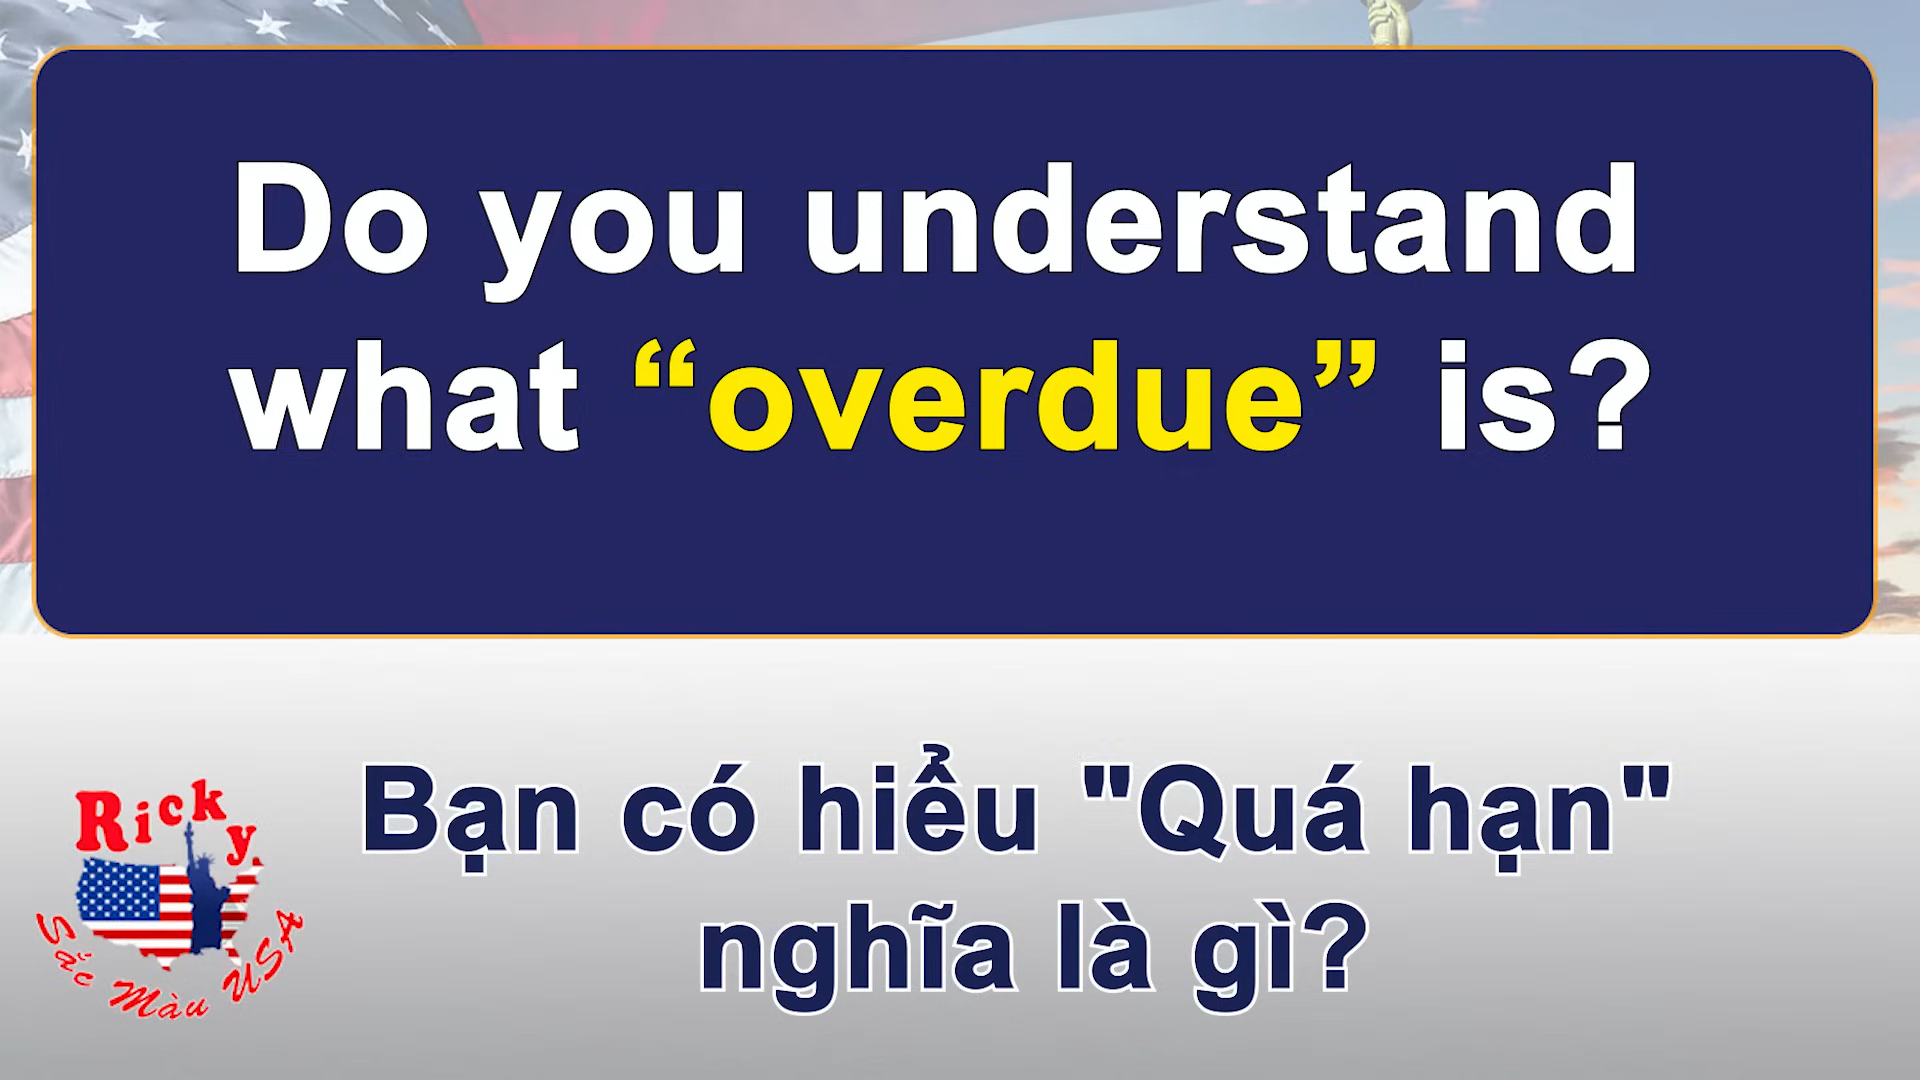 Do you understand
what “overdue” is?
Bạn có hiểu "Quá hạn"
nghĩa là gì?
Ricky
Sắc Màu USA